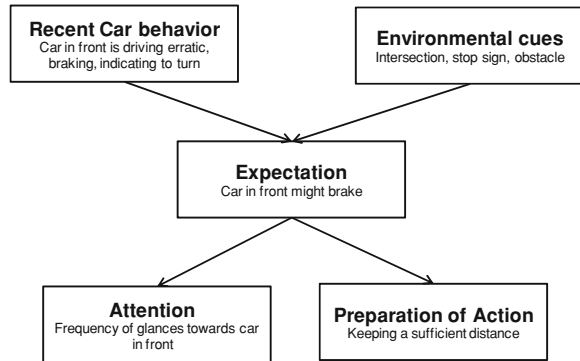 Recent Car behavior
Car in front is driving erratic,
braking, indicating to turn
Environmental cues
Intersection, stop sign, obstacle
Expectation
Car in front might brake
Attention
Frequency of glances towards car
in front
Preparation of Action
Keeping a sufficient distance